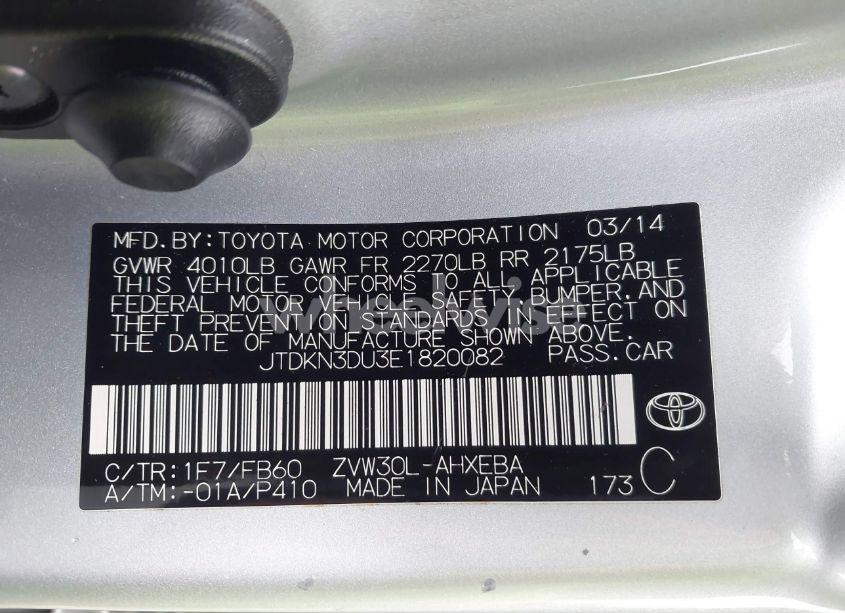 MFD.BY:TOYOTA MOTOR CORPORATION 03/14
GVWR 4010LB GAWR FR 2270LB RR 2175LB
THIS VEHICLE CONFORMS TO ALL APPLICABLE
FEDERAL MOTOR VEHICLE SAFETY, BUMPER, AND
THEFT PREVENTION STANDARDS IN EFFECT ON
THE DATE OF MANUFACTURE SHOWN ABOVE.
JTDKN3DU3E1820082 PASS.CAR
C/TR:1F7/FB60 ZVW30L-AHXEBA
A/TM:-01A/P410 MADE IN JAPAN 173 C